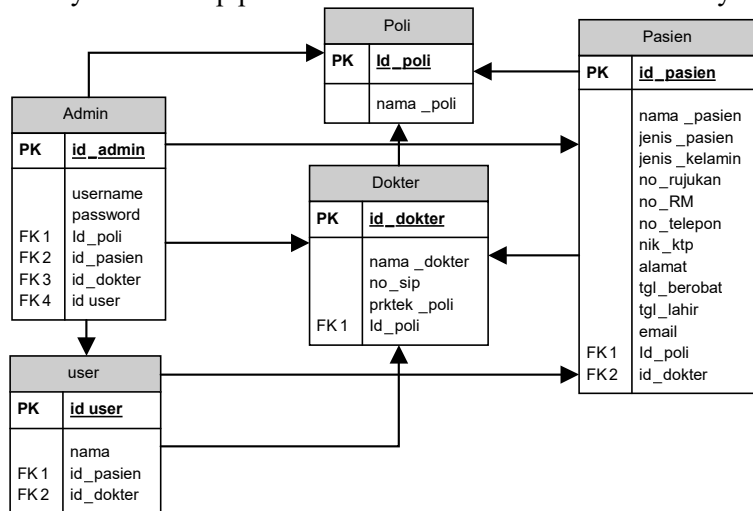 Poli
PK Id_poli
nama _poli
Pasien
PK id_pasien
nama _pasien
jenis _pasien
jenis _kelamin
no_rujukan
no_RM
no_telepon
nik_ktp
alamat
tgl_berobat
tgl_lahir
email
FK1 Id_poli
FK2 id_dokter
Admin
PK id_admin
username
password
FK1 Id_poli
FK2 id_pasien
FK3 id_dokter
FK4 id user
Dokter
PK id_dokter
nama _dokter
no_sip
prktek _poli
FK1 Id_poli
user
PK id user
nama
FK1 id_pasien
FK2 id_dokter